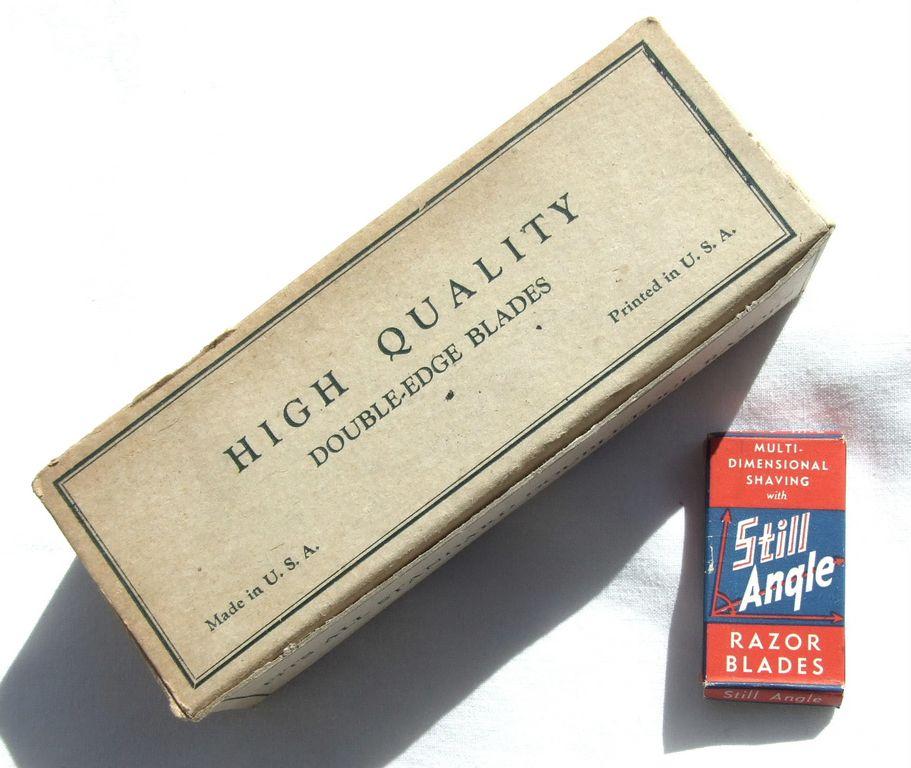 HIGH QUALITY
DOUBLE-EDGE BLADES
Made in U. S. A.
Printed in U. S. A.
MULTI-
DIMENSIONAL
SHAVING
with
Still
Angle
RAZOR
BLADES
Still Angle